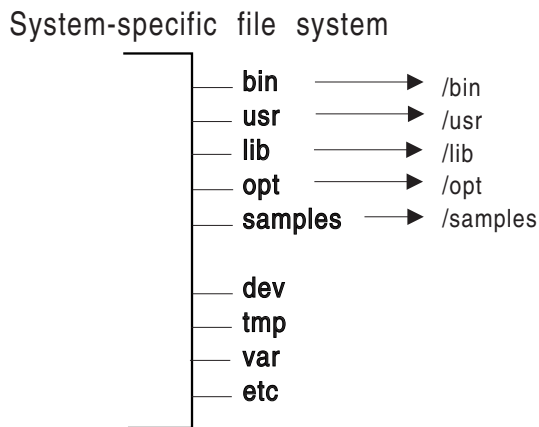 System-specific file system
bin /bin
usr /usr
lib /lib
opt /opt
samples /samples
dev
tmp
var
etc